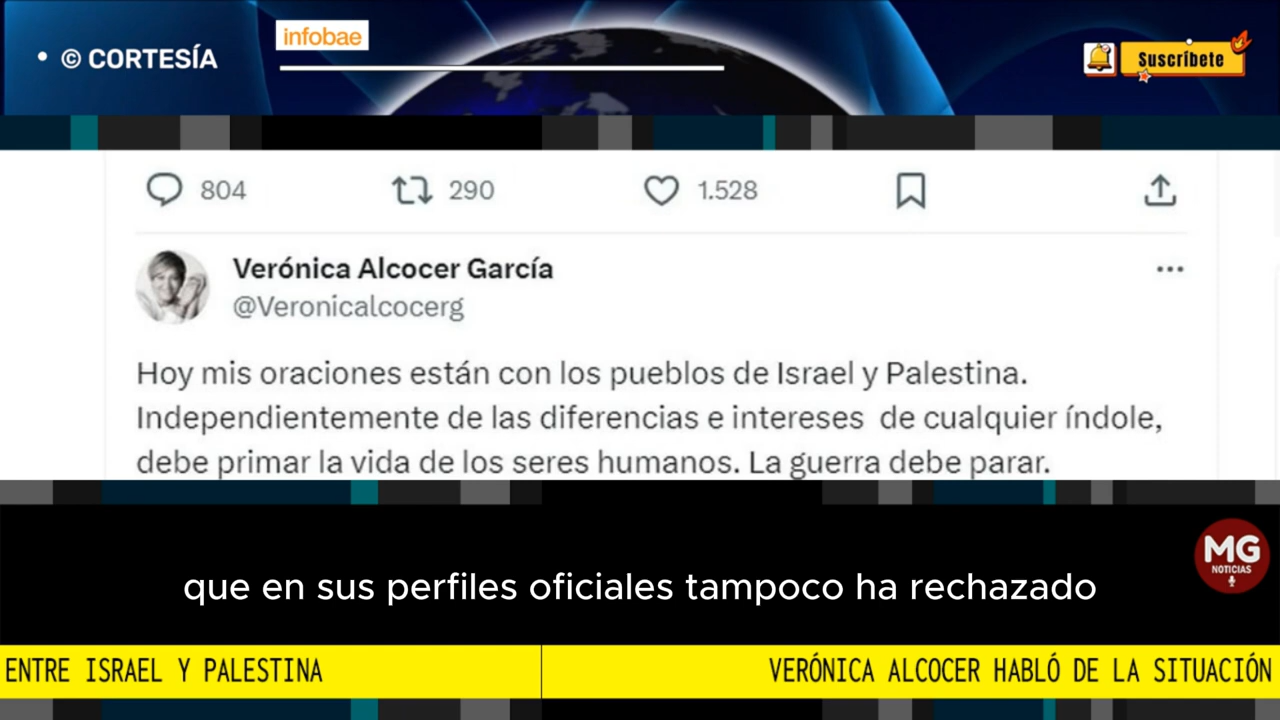 • © CORTESÍA
infobae
Suscríbete
804 290 1.528
Verónica Alcocer García
@Veronicalcocerg
Hoy mis oraciones están con los pueblos de Israel y Palestina.
Independientemente de las diferencias e intereses de cualquier índole,
debe primar la vida de los seres humanos. La guerra debe parar.
MG
NOTICIAS
que en sus perfiles oficiales tampoco ha rechazado
ENTRE ISRAEL Y PALESTINA
VERÓNICA ALCOCER HABLÓ DE LA SITUACIÓN